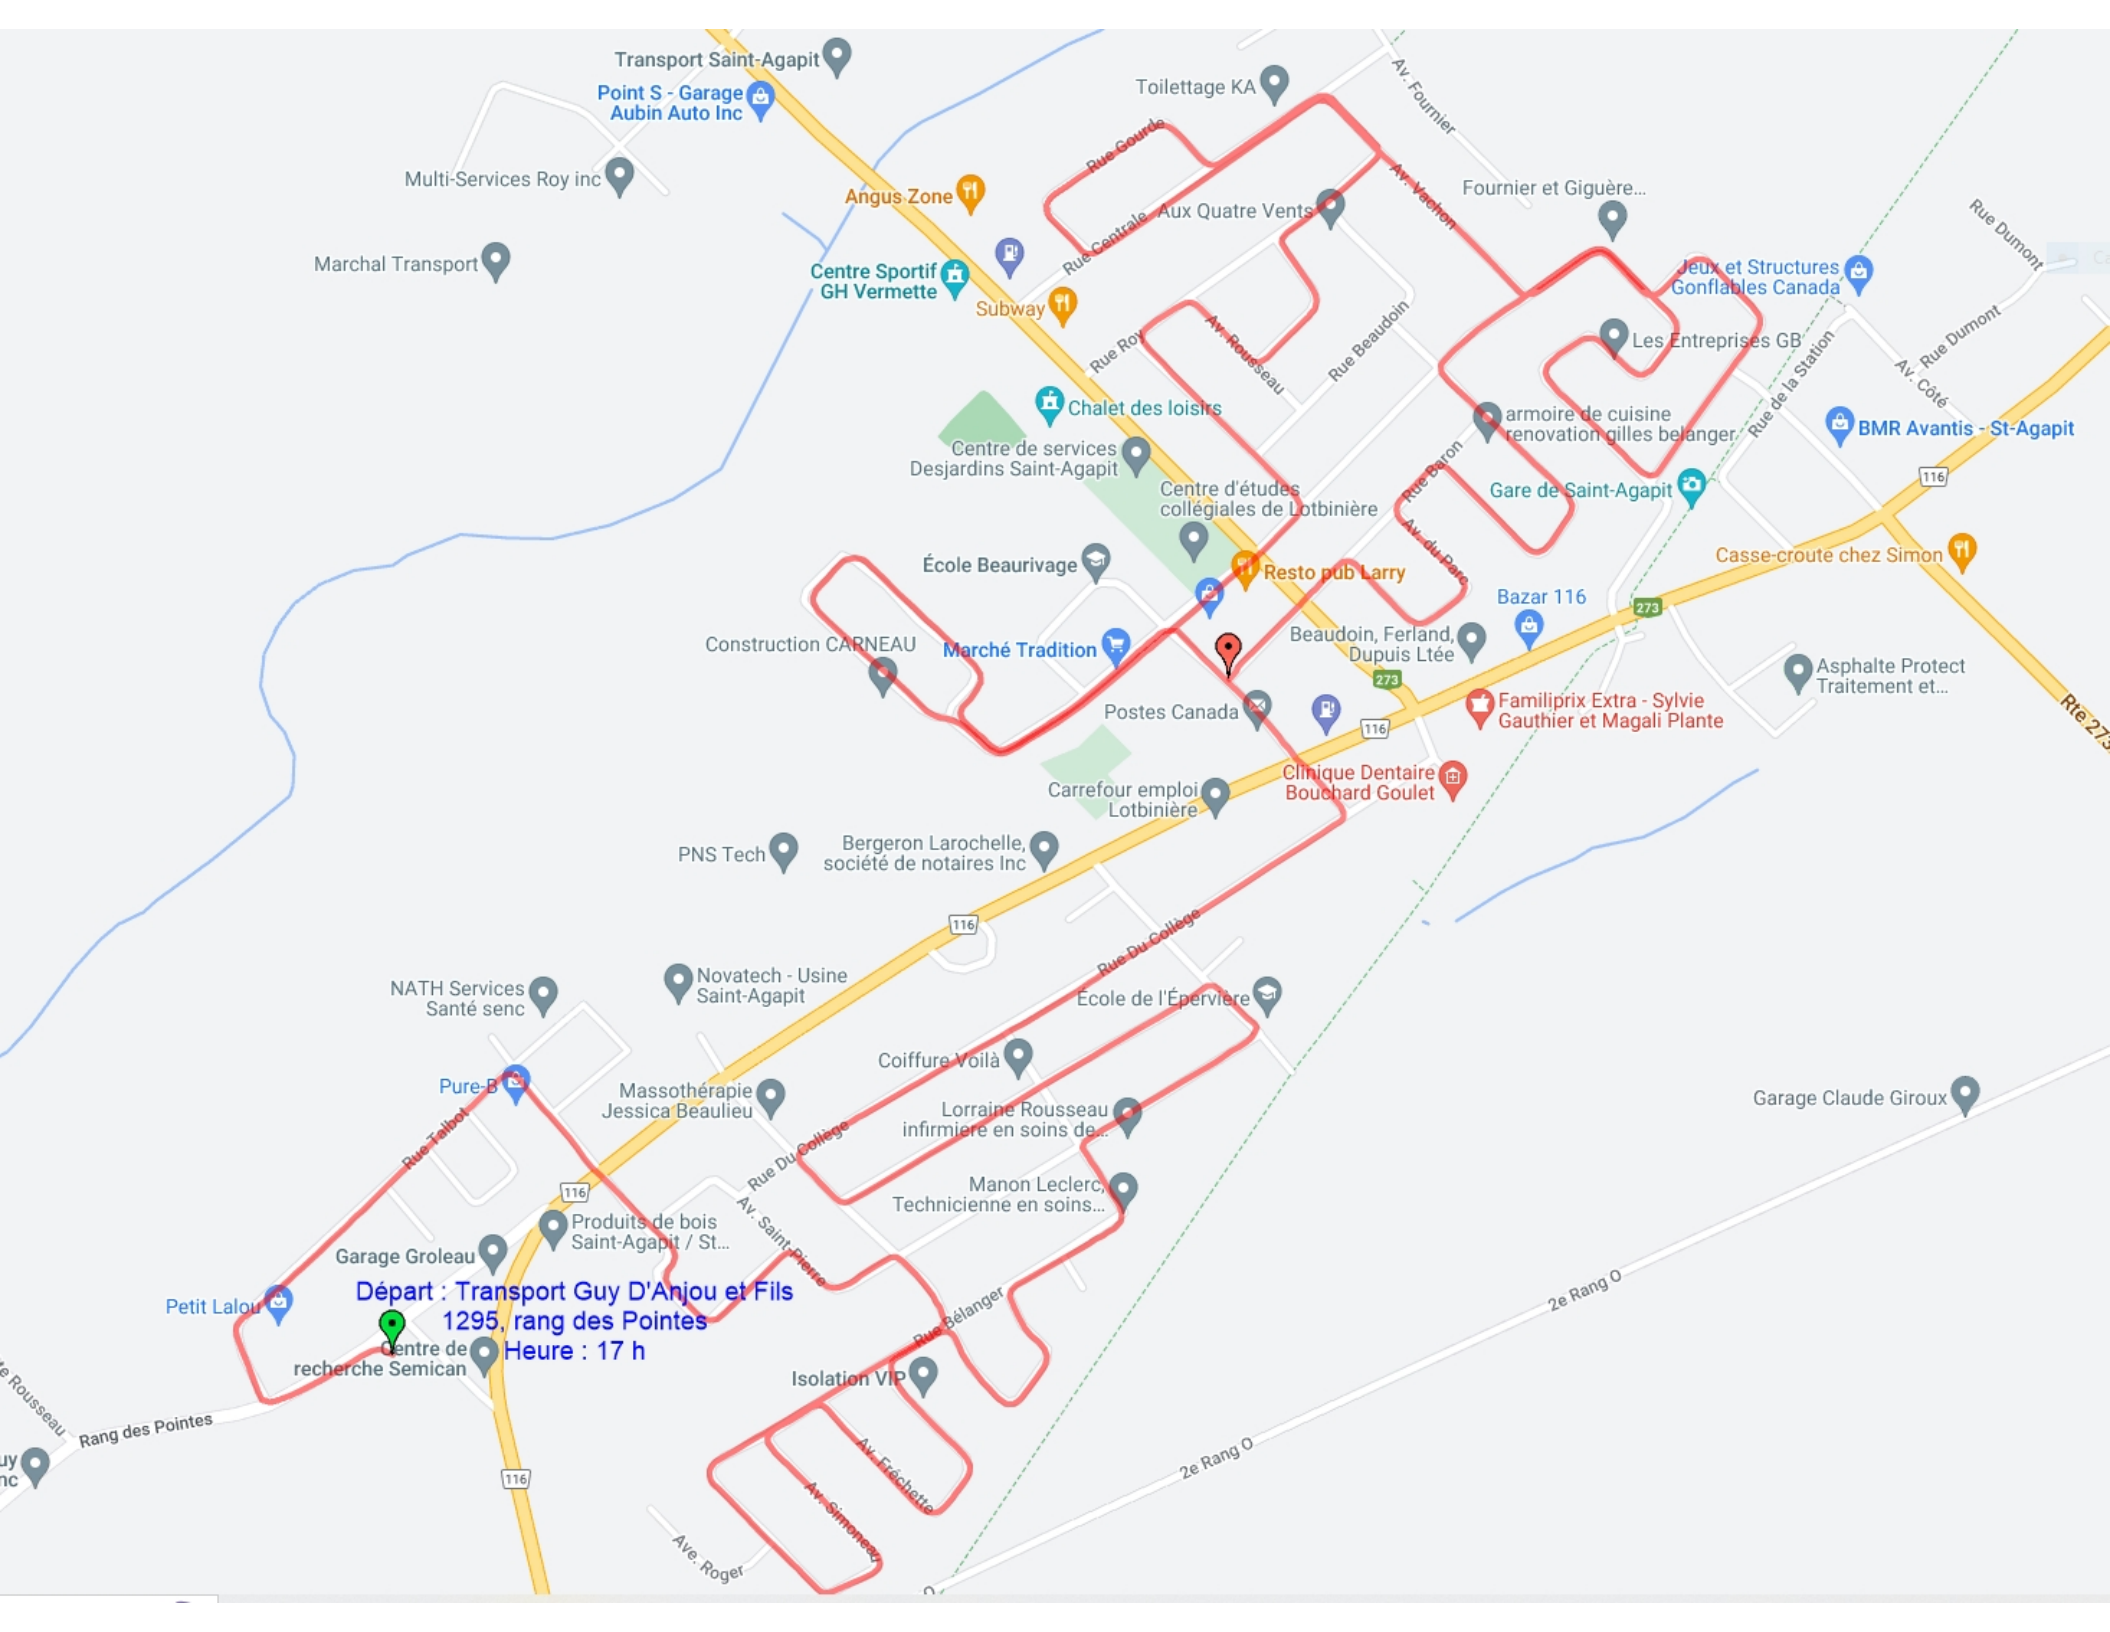 Transport Saint-Agapit
Point S - Garage
Aubin Auto Inc
Toilettage KA
Av. Fournier
Rue Gourde
Multi-Services Roy inc
Angus Zone
Rue Centrale
Aux Quatre Vents
Av. Vachon
Fournier et Giguère...
Rue Dumont
Marchal Transport
Centre Sportif
GH Vermette
Subway
Jeux et Structures
Gonflables Canada
Rue Roy
Av. Rousseau
Rue Beaudoin
Les Entreprises GB
Rue de la Station
Rue Dumont
Av. Côté
Chalet des loisirs
armoire de cuisine
renovation gilles belanger
BMR Avantis - St-Agapit
Centre de services
Desjardins Saint-Agapit
Rue Baron
Centre d'études
collégiales de Lotbinière
Gare de Saint-Agapit
116
École Beaurivage
Resto pub Larry
Av. du Parc
Casse-croute chez Simon
Bazar 116
273
Construction CARNEAU
Marché Tradition
Beaudoin, Ferland,
Dupuis Ltée
273
Asphalte Protect
Traitement et...
Postes Canada
116
Familiprix Extra - Sylvie
Gauthier et Magali Plante
Rte 273
Carrefour emploi
Lotbinière
Clinique Dentaire
Bouchard Goulet
PNS Tech
Bergeron Larochelle,
société de notaires Inc
116
Rue Du Collège
NATH Services
Santé senc
Novatech - Usine
Saint-Agapit
École de l'Épervière
Coiffure Voilà
Pure-B
Massothérapie
Jessica Beaulieu
Garage Claude Giroux
Lorraine Rousseau
infirmière en soins de...
Rue Talbot
Rue Du Collège
116
Manon Leclerc,
Technicienne en soins...
Av. Saint-Pierre
Produits de bois
Saint-Agapit / St...
Garage Groleau
Petit Lalou
Départ : Transport Guy D'Anjou et Fils
1295, rang des Pointes
Heure : 17 h
Centre de
recherche Semican
Rue Bélanger
2e Rang O
Isolation VIP
Rousseau
Rang des Pointes
Av. Fréchette
2e Rang O
116
Av. Simoneau
Ave. Roger